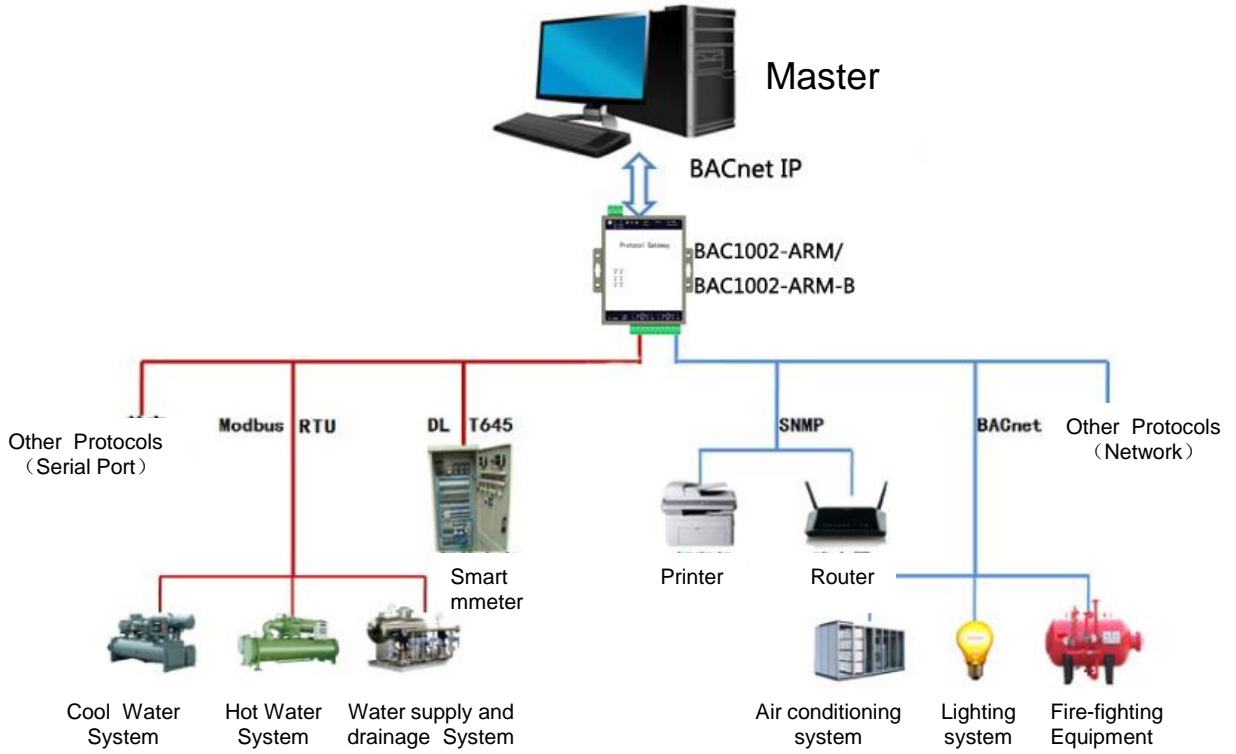 Master
BACnet IP
Protocol Gateway
BAC1002-ARM/
BAC1002-ARM-B
Other Protocols
（Serial Port）
Modbus RTU
DL T645
SNMP
BACnet
Other Protocols
（Network）
Smart
mmeter
Printer
Router
Cool Water
System
Hot Water
System
Water supply and
drainage System
Air conditioning
system
Lighting
system
Fire-fighting
Equipment